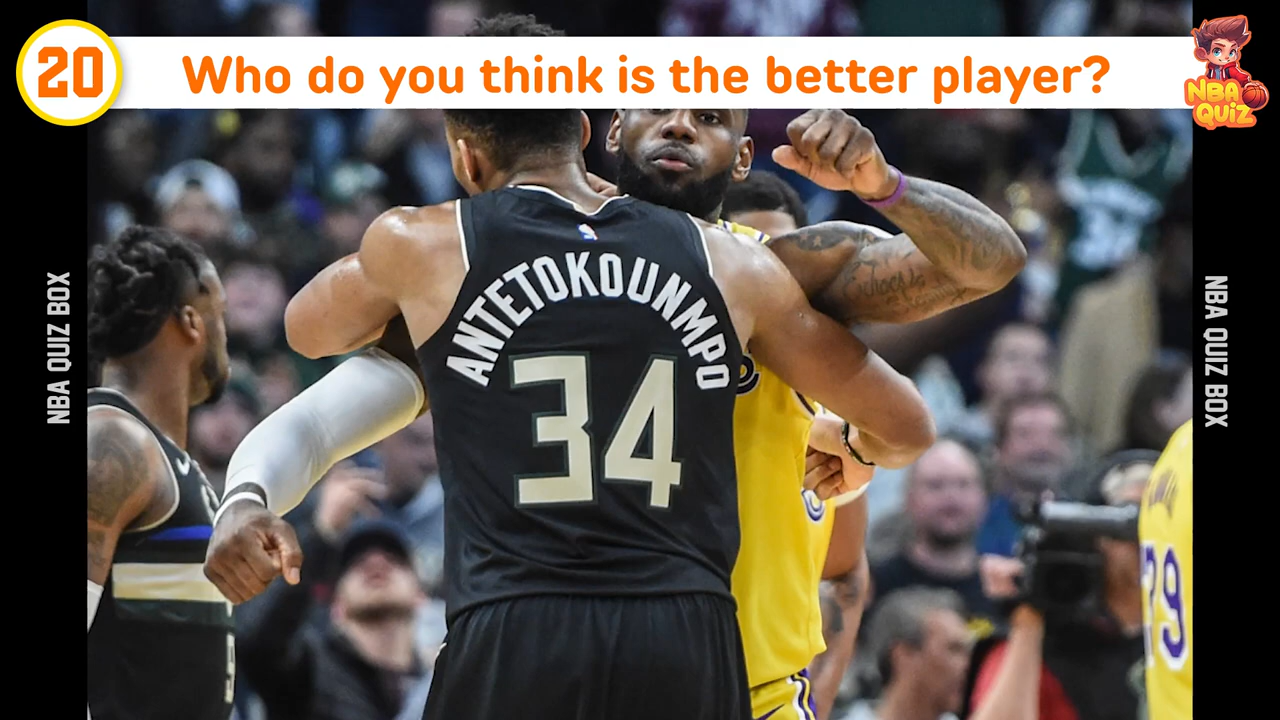 20
Who do you think is the better player?
NBA
QUIZ
NBA QUIZ BOX
NBA QUIZ BOX
ANTETOKOUNMPO
34